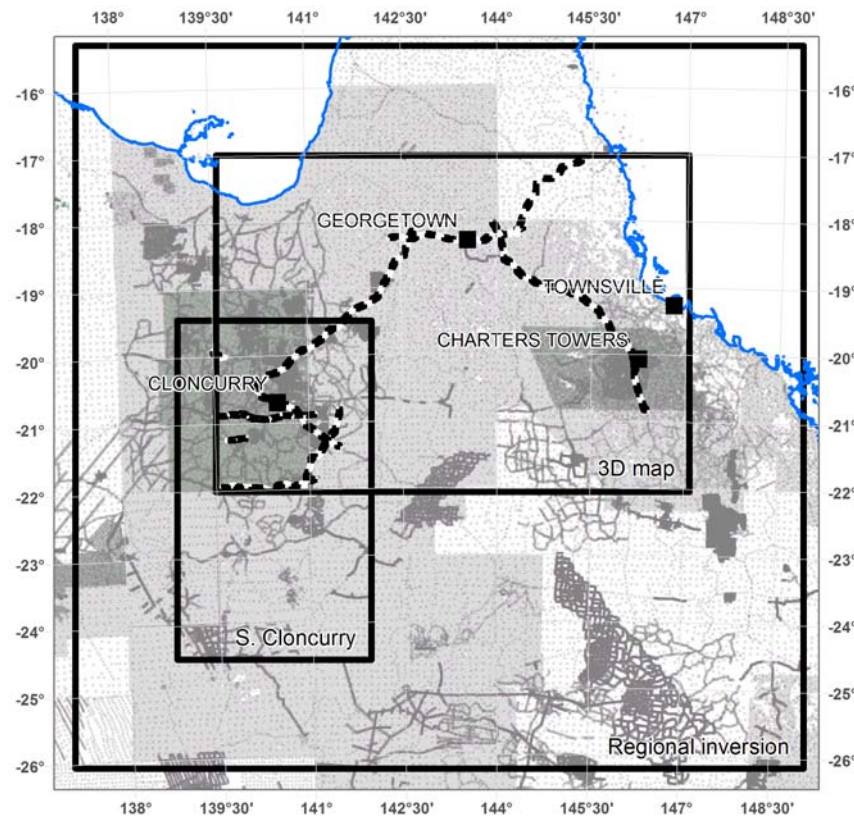 138° 139°30' 141° 142°30' 144° 145°30' 147° 148°30'
-16° -16°
-17° -17°
GEORGETOWN
-18° -18°
TOWNSVILLE
-19° -19°
CHARTERS TOWERS
-20° -20°
CLONCURRY
-21° -21°
3D map
-22° -22°
-23° -23°
-24° -24°
S. Cloncurry
-25° -25°
Regional inversion
-26° -26°
138° 139°30' 141° 142°30' 144° 145°30' 147° 148°30'